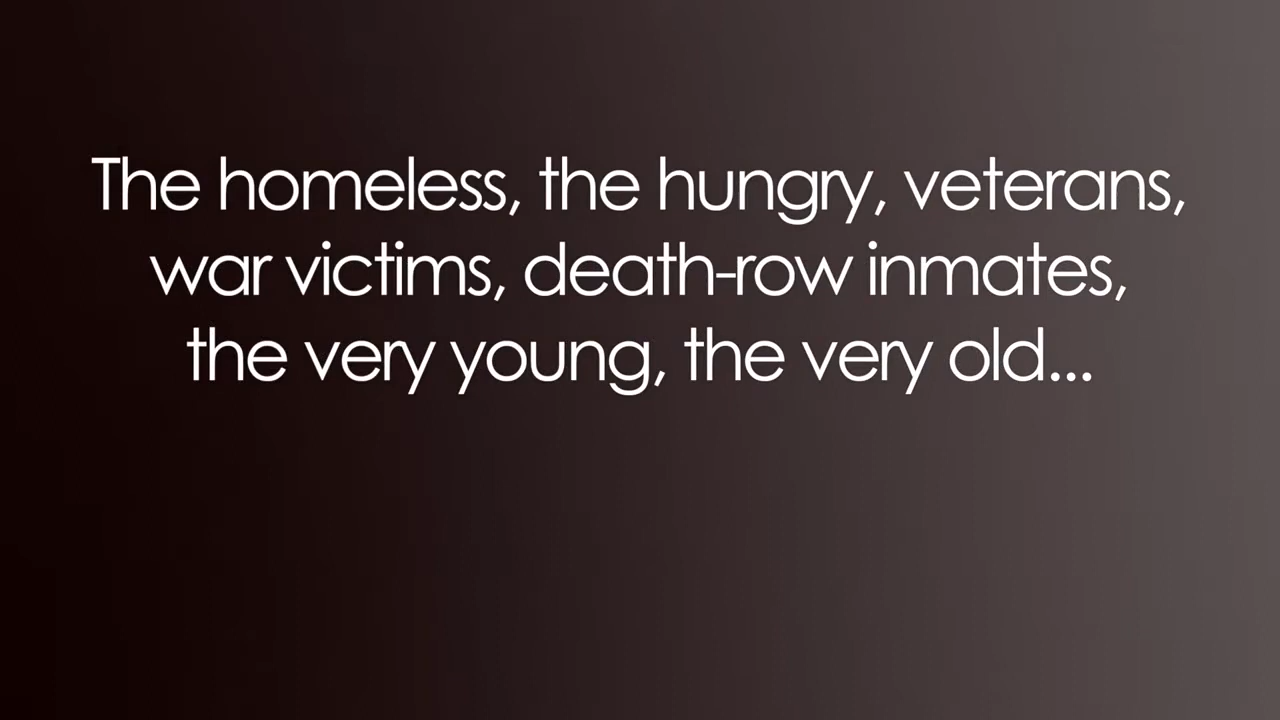 The homeless, the hungry, veterans,
war victims, death-row inmates,
the very young, the very old...